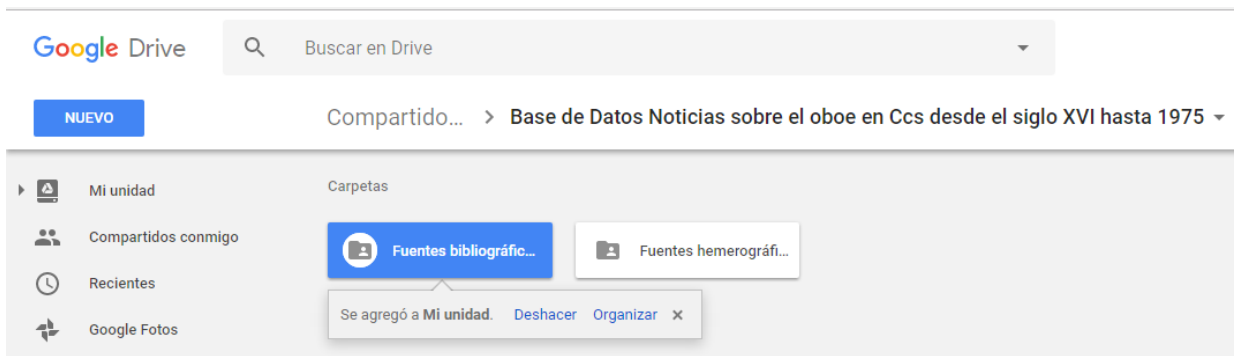 Google Drive
Buscar en Drive
NUEVO
Compartido... > Base de Datos Noticias sobre el oboe en Ccs desde el siglo XVI hasta 1975
Mi unidad
Carpetas
Compartidos conmigo
Fuentes bibliográfic...
Fuentes hemerográfi...
Recientes
Se agregó a Mi unidad. Deshacer Organizar ×
Google Fotos